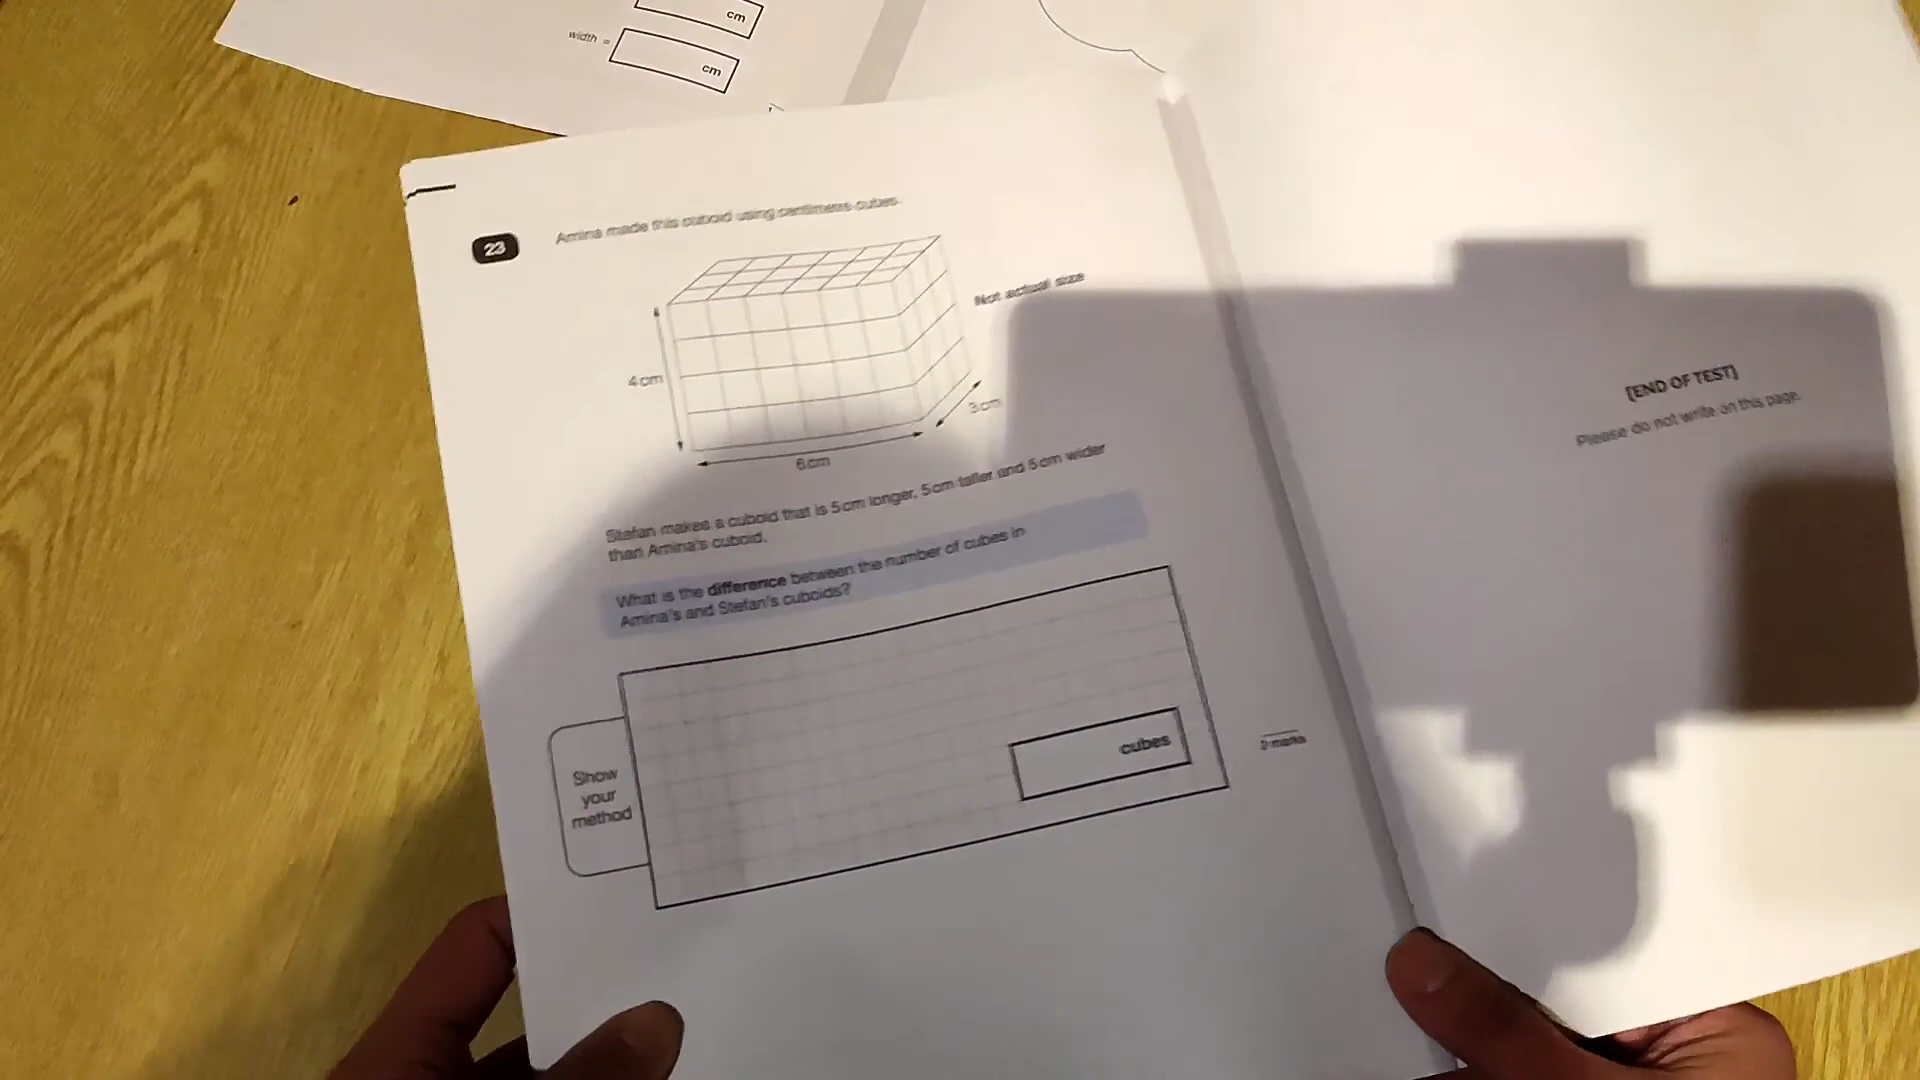 cm
width =
cm
23
Amina made this cuboid using centimetre cubes.
Not actual size
4 cm
3 cm
6 cm
Stefan makes a cuboid that is 5 cm longer, 5 cm taller and 5 cm wider
than Amina's cuboid.
What is the difference between the number of cubes in
Amina's and Stefan's cuboids?
Show
your
method
cubes
marks
[END OF TEST]
Please do not write on this page.